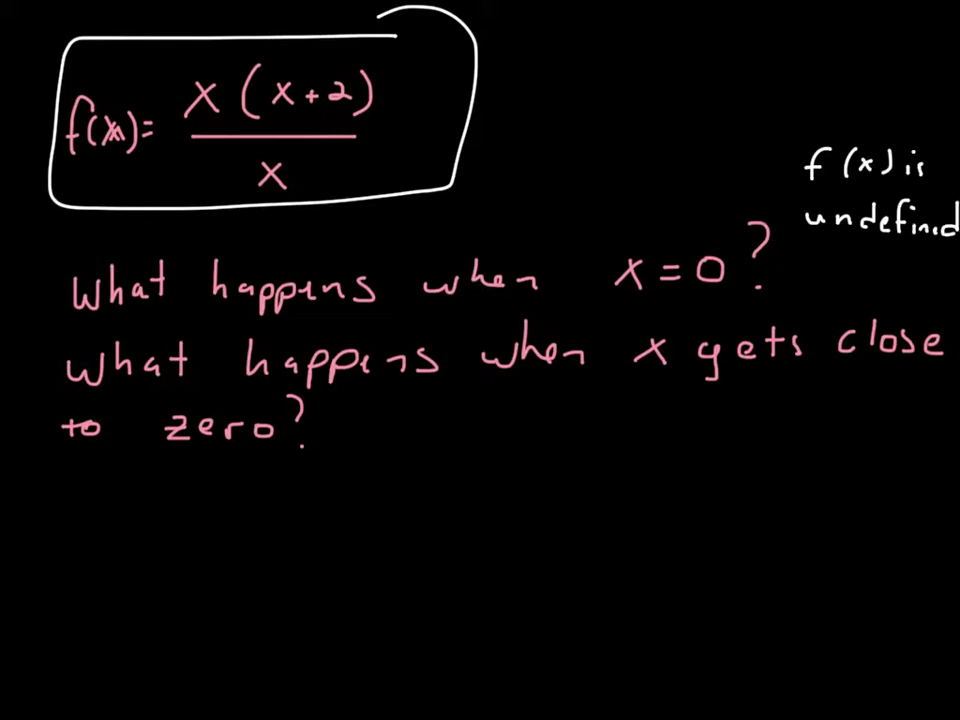 f(x)= x(x+2)/x
f(x) is
undefined
What happens when x=0?
What happens when x gets close
to zero?